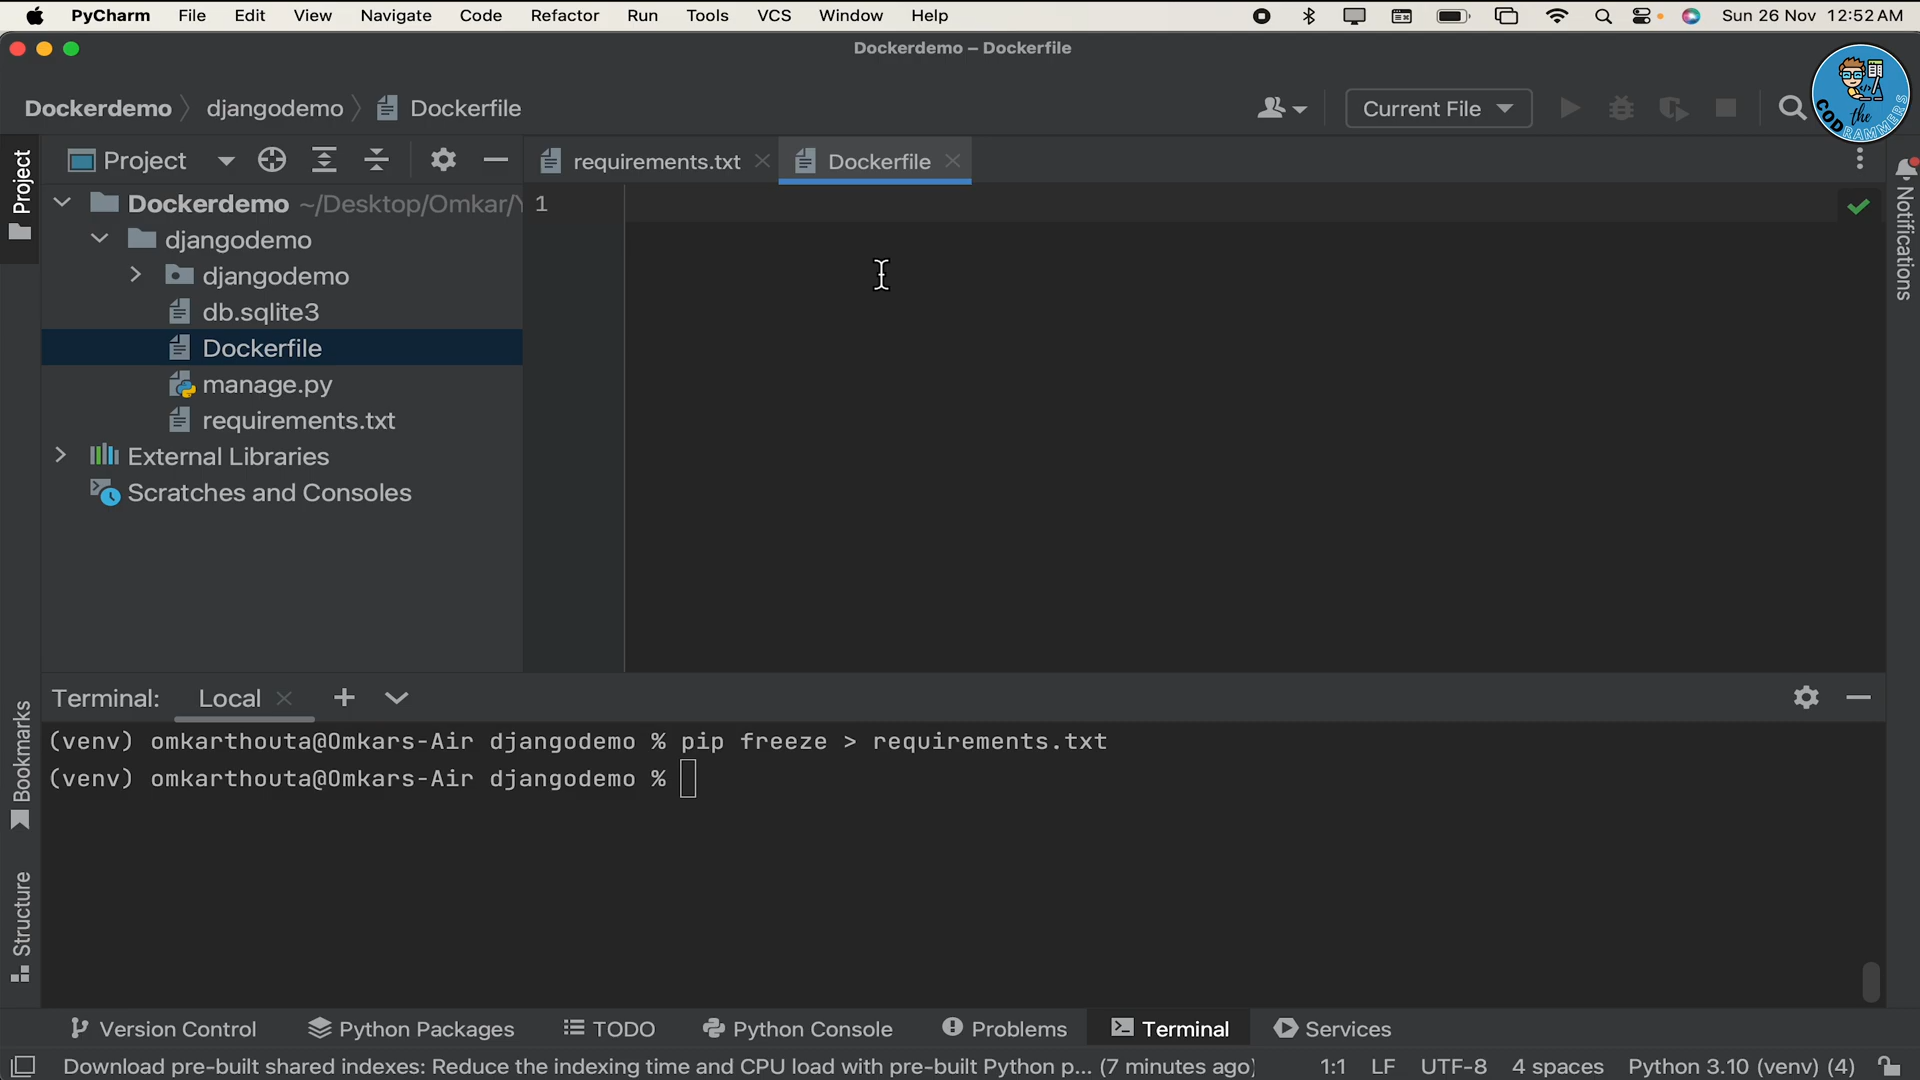 PyCharm File Edit View Navigate Code Refactor Run Tools VCS Window Help Sun 26 Nov 12:52 AM
Dockerdemo – Dockerfile
Dockerdemo djangodemo Dockerfile Current File
the
CODRAMMERS
Project requirements.txt Dockerfile
Project
Dockerdemo ~/Desktop/Omkar/Y
1
djangodemo
djangodemo
db.sqlite3
Dockerfile
manage.py
requirements.txt
External Libraries
Scratches and Consoles
Notifications
Terminal: Local
(venv) omkarthouta@Omkars-Air djangodemo % pip freeze > requirements.txt
(venv) omkarthouta@Omkars-Air djangodemo %
Bookmarks
Structure
Version Control Python Packages TODO Python Console Problems Terminal Services
Download pre-built shared indexes: Reduce the indexing time and CPU load with pre-built Python p... (7 minutes ago) 1:1 LF UTF-8 4 spaces Python 3.10 (venv) (4)